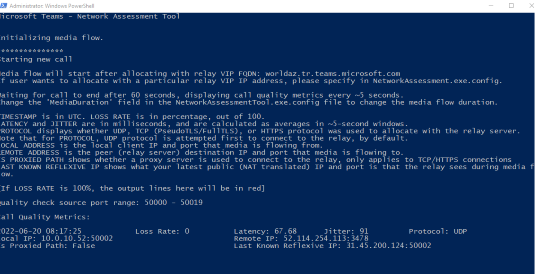 Administrator: Windows PowerShell
icrosoft Teams - Network Assessment Tool
nitializing media flow.
**************
tarting new call
edia flow will start after allocating with relay VIP FQDN: worldaz.tr.teams.microsoft.com
f user wants to allocate with a particular relay VIP IP address, please specify in NetworkAssessment.exe.config.
aiting for call to end after 60 seconds, displaying call quality metrics every ~5 seconds.
hange the 'MediaDuration' field in the NetworkAssessmentTool.exe.config file to change the media flow duration.
TIMESTAMP is in UTC. LOSS RATE is in percentage, out of 100.
LATENCY and JITTER are in milliseconds, and are calculated as averages in ~5-second windows.
PROTOCOL displays whether UDP, TCP (PseudoTLS/FullTLS), or HTTPS protocol was used to allocate with the relay server.
ote that for PROTOCOL, UDP protocol is attempted first to connect to the relay, by default.
LOCAL ADDRESS is the local client IP and port that media is flowing from.
REMOTE ADDRESS is the peer (relay server) destination IP and port that media is flowing to.
IS PROXIED PATH shows whether a proxy server is used to connect to the relay, only applies to TCP/HTTPS connections
LAST KNOWN REFLEXIVE IP shows what your latest public (NAT translated) IP and port is that the relay sees during media f
ow.
[If LOSS RATE is 100%, the output lines here will be in red]
uality check source port range: 50000 - 50019
all Quality Metrics:
2022-06-20 08:17:25 Loss Rate: 0 Latency: 67.68 Jitter: 91 Protocol: UDP
ocal IP: 10.0.10.52:50002 Remote IP: 52.114.254.113:3478
s Proxied Path: False Last Known Reflexive IP: 31.45.200.124:50002